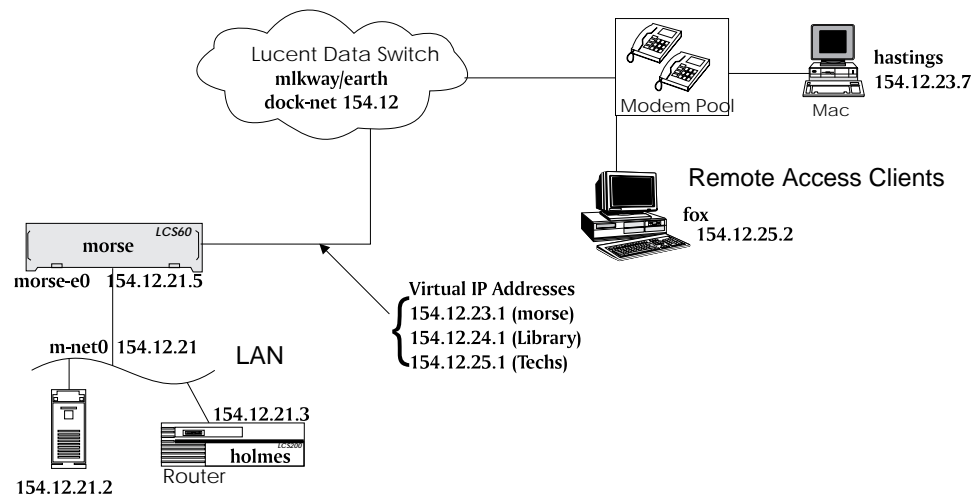 Lucent Data Switch
mlkway/earth
dock-net 154.12
Modem Pool
hastings
154.12.23.7
Mac
Remote Access Clients
fox
154.12.25.2
LCS60
morse
morse-e0 154.12.21.5
Virtual IP Addresses
154.12.23.1 (morse)
154.12.24.1 (Library)
154.12.25.1 (Techs)
m-net0 154.12.21
LAN
154.12.21.3
LCS200
holmes
Router
154.12.21.2